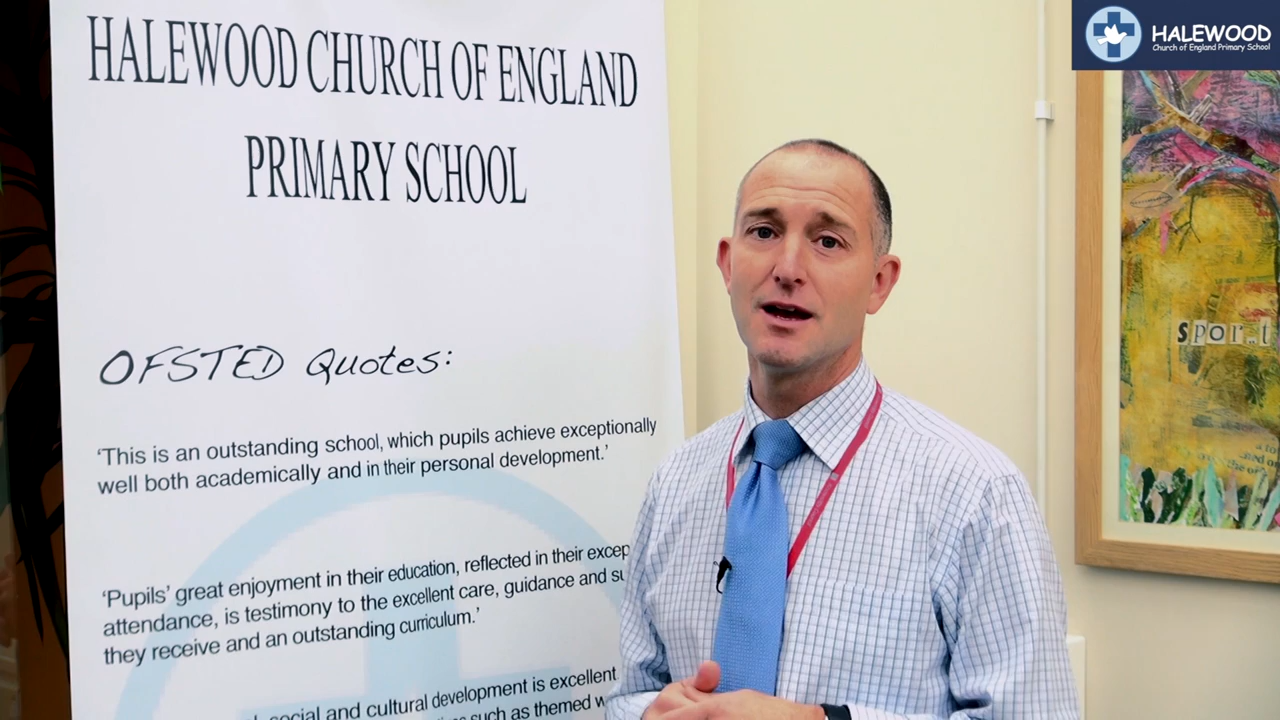 HALEWOOD CHURCH OF ENGLAND
PRIMARY SCHOOL
OFSTED Quotes:
'This is an outstanding school, which pupils achieve exceptionally
well both academically and in their personal development.'
'Pupils' great enjoyment in their education, reflected in their excep
attendance, is testimony to the excellent care, guidance and su
they receive and an outstanding curriculum.'
social and cultural development is excellent
such as themed w
HALEWOOD
Church of England Primary School
sport